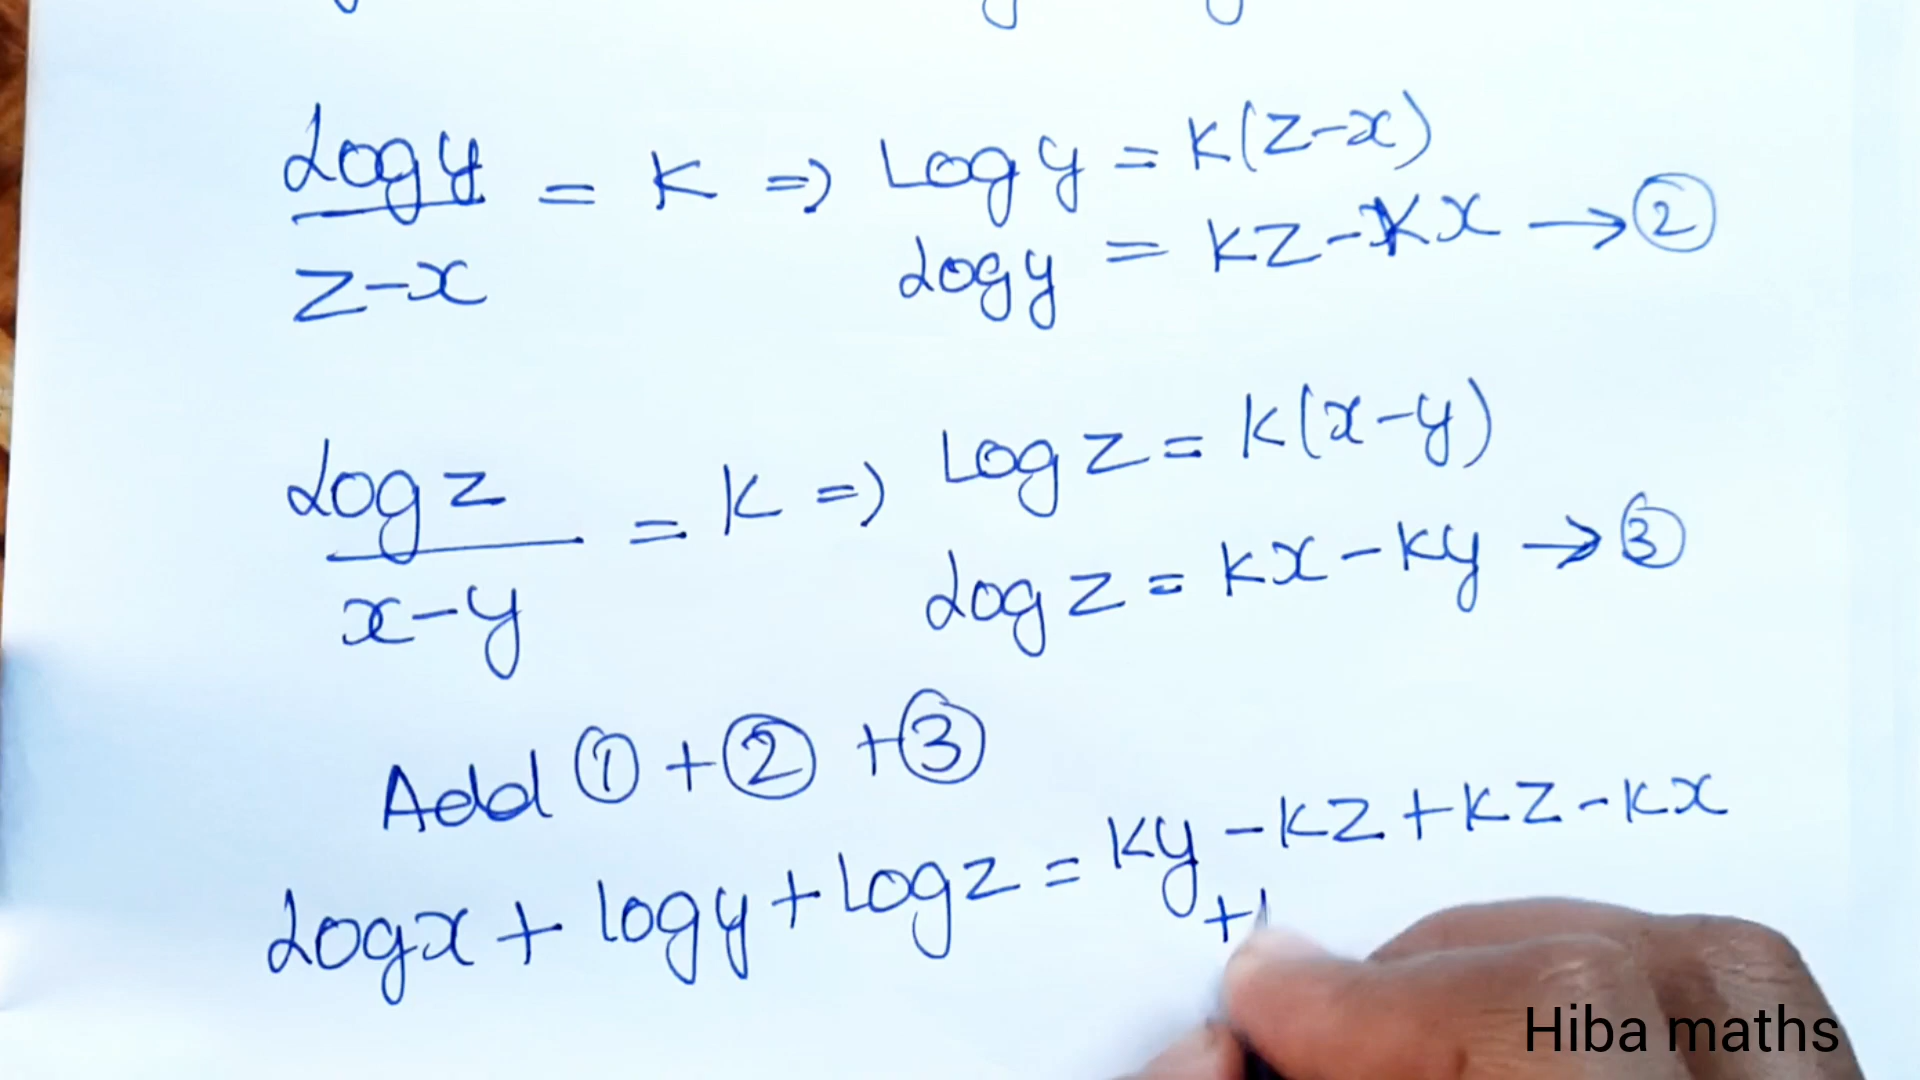 Log y / z-x = K => Log y = K(z-x)
Log y = Kz-Kx → ②
Log z / x-y = K => Log z = K(x-y)
Log z = Kx-Ky → ③
Add ① + ② + ③
Log x + log y + Log z = Ky - Kz + Kz - Kx
+
Hiba maths